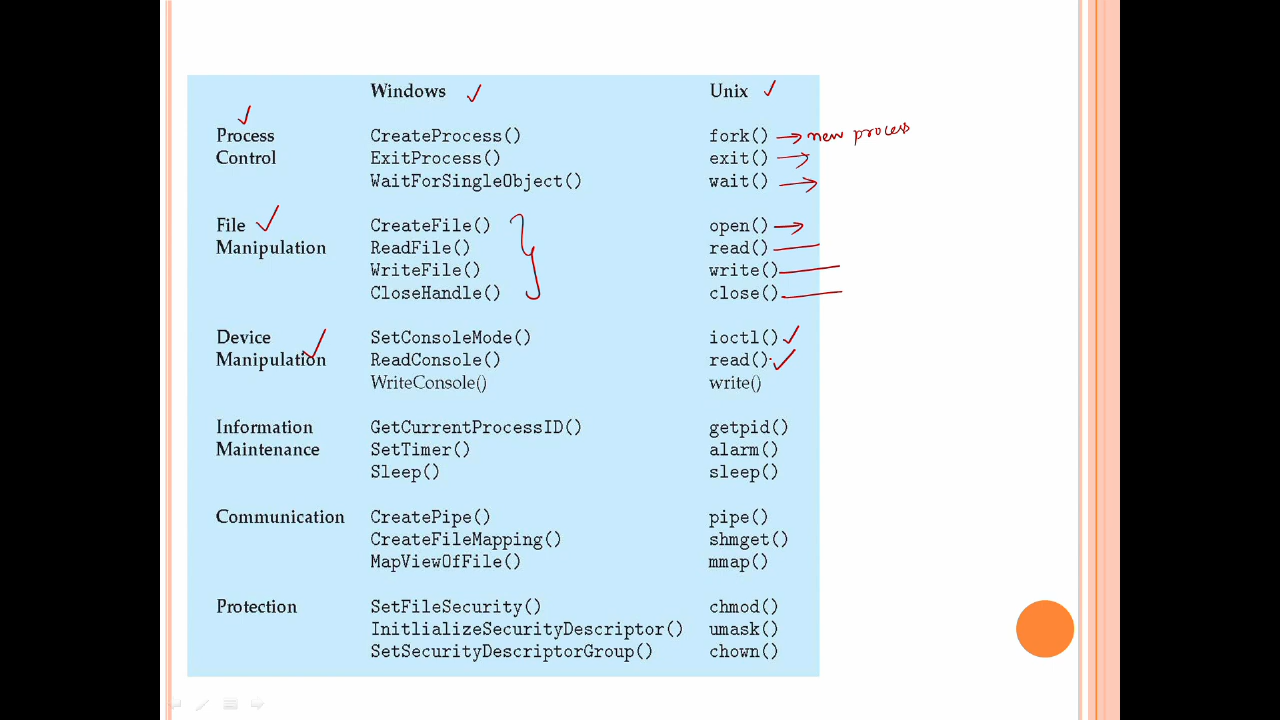 Windows Unix
Process CreateProcess() fork() new process
Control ExitProcess() exit()
WaitForSingleObject() wait()
File CreateFile() open()
Manipulation ReadFile() read()
WriteFile() write()
CloseHandle() close()
Device SetConsoleMode() ioctl()
Manipulation ReadConsole() read()
WriteConsole() write()
Information GetCurrentProcessID() getpid()
Maintenance SetTimer() alarm()
Sleep() sleep()
Communication CreatePipe() pipe()
CreateFileMapping() shmget()
MapViewOfFile() mmap()
Protection SetFileSecurity() chmod()
InitlializeSecurityDescriptor() umask()
SetSecurityDescriptorGroup() chown()